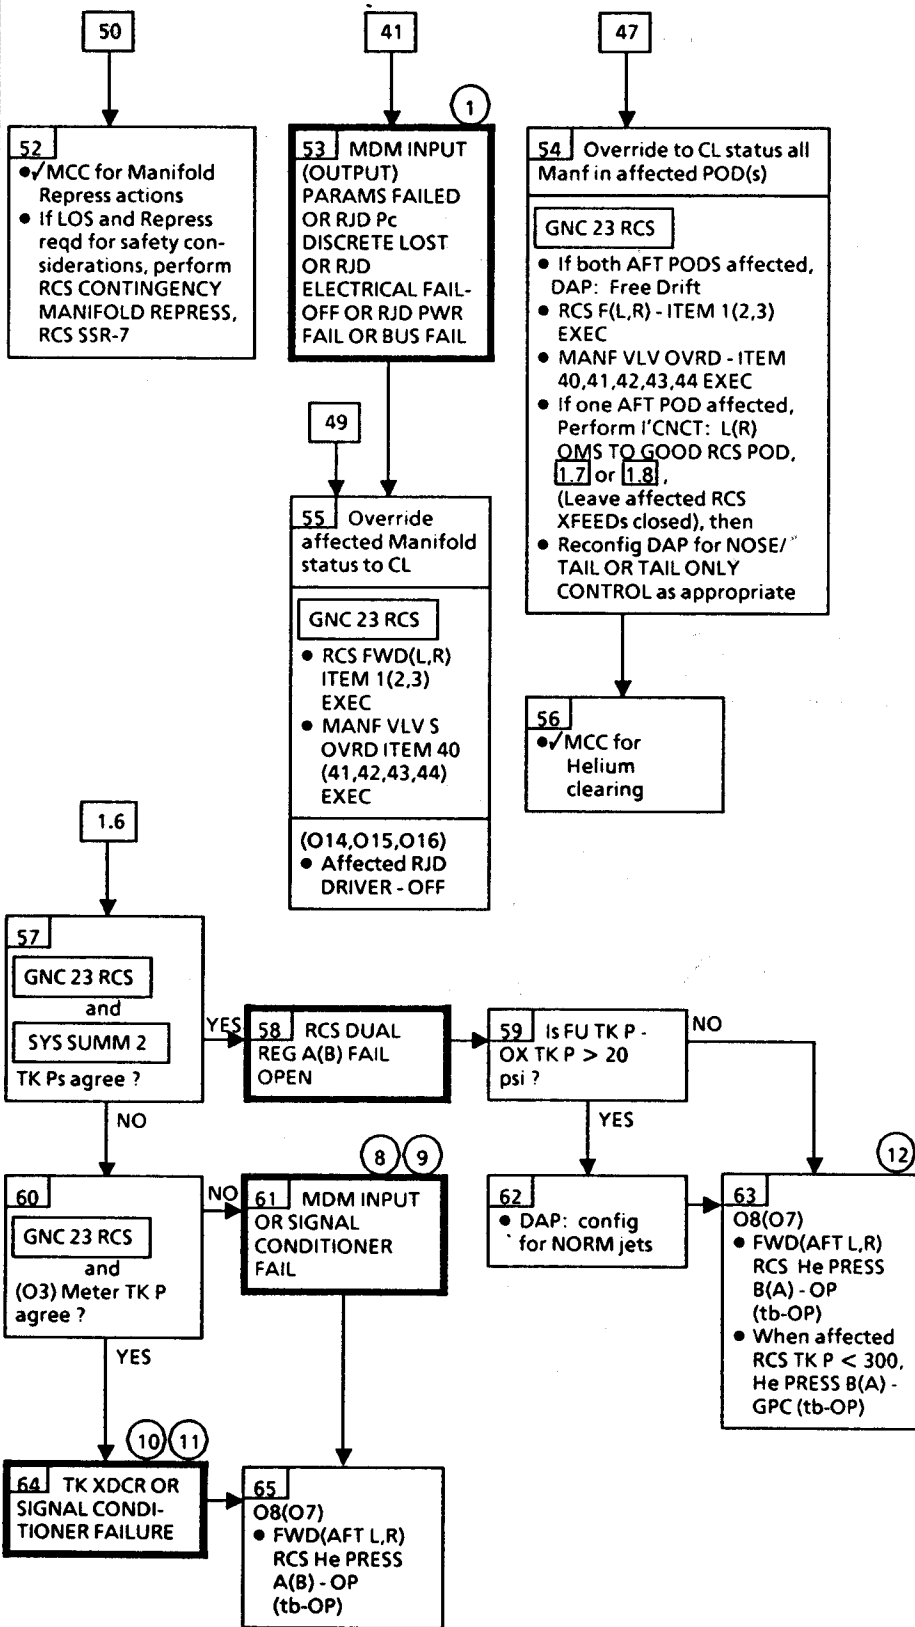 50
52
●✓MCC for Manifold
Repress actions
● If LOS and Repress
reqd for safety con-
siderations, perform
RCS CONTINGENCY
MANIFOLD REPRESS,
RCS SSR-7
41
1
53 MDM INPUT
(OUTPUT)
PARAMS FAILED
OR RJD Pc
DISCRETE LOST
OR RJD
ELECTRICAL FAIL-
OFF OR RJD PWR
FAIL OR BUS FAIL
49
55 Override
affected Manifold
status to CL
GNC 23 RCS
● RCS FWD(L,R)
ITEM 1(2,3)
EXEC
● MANF VLV S
OVRD ITEM 40
(41,42,43,44)
EXEC
(O14,O15,O16)
● Affected RJD
DRIVER - OFF
47
54 Override to CL status all
Manf in affected POD(s)
GNC 23 RCS
● If both AFT PODS affected,
DAP: Free Drift
● RCS F(L,R) - ITEM 1(2,3)
EXEC
● MANF VLV OVRD - ITEM
40,41,42,43,44 EXEC
● If one AFT POD affected,
Perform I'CNCT: L(R)
OMS TO GOOD RCS POD,
1.7 or 1.8 ,
(Leave affected RCS
XFEEDs closed), then
● Reconfig DAP for NOSE/
TAIL OR TAIL ONLY
CONTROL as appropriate
56
●✓MCC for
Helium
clearing
1.6
57
GNC 23 RCS
and
SYS SUMM 2
TK Ps agree ?
YES
NO
58 RCS DUAL
REG A(B) FAIL
OPEN
59 Is FU TK P -
OX TK P > 20
psi ?
NO
YES
60
GNC 23 RCS
and
(O3) Meter TK P
agree ?
NO
YES
8 9
61 MDM INPUT
OR SIGNAL
CONDITIONER
FAIL
62
● DAP: config
for NORM jets
12
63
O8(O7)
● FWD(AFT L,R)
RCS He PRESS
B(A) - OP
(tb-OP)
● When affected
RCS TK P < 300,
He PRESS B(A) -
GPC (tb-OP)
10 11
64 TK XDCR OR
SIGNAL CONDI-
TIONER FAILURE
65
O8(O7)
● FWD(AFT L,R)
RCS He PRESS
A(B) - OP
(tb-OP)